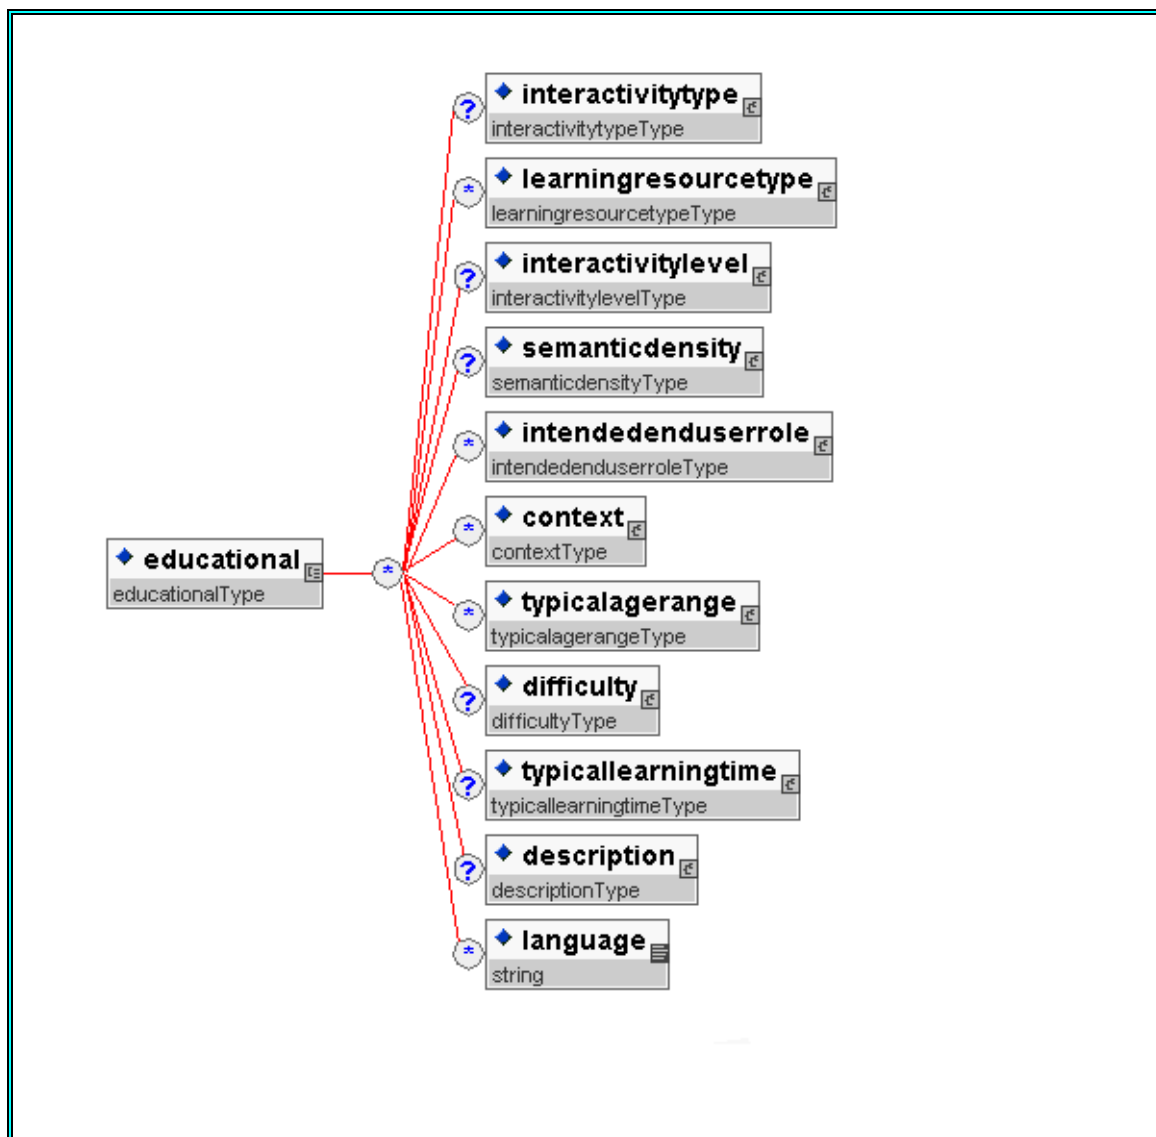 ?
interactivitytype
interactivitytypeType
*
learningresourcetype
learningresourcetypeType
?
interactivitylevel
interactivitylevelType
?
semanticdensity
semanticdensityType
*
intendedenduserrole
intendedenduserroleType
*
context
contextType
educational
educationalType
*
*
typicalagerange
typicalagerangeType
?
difficulty
difficultyType
?
typicallearningtime
typicallearningtimeType
?
description
descriptionType
*
language
string